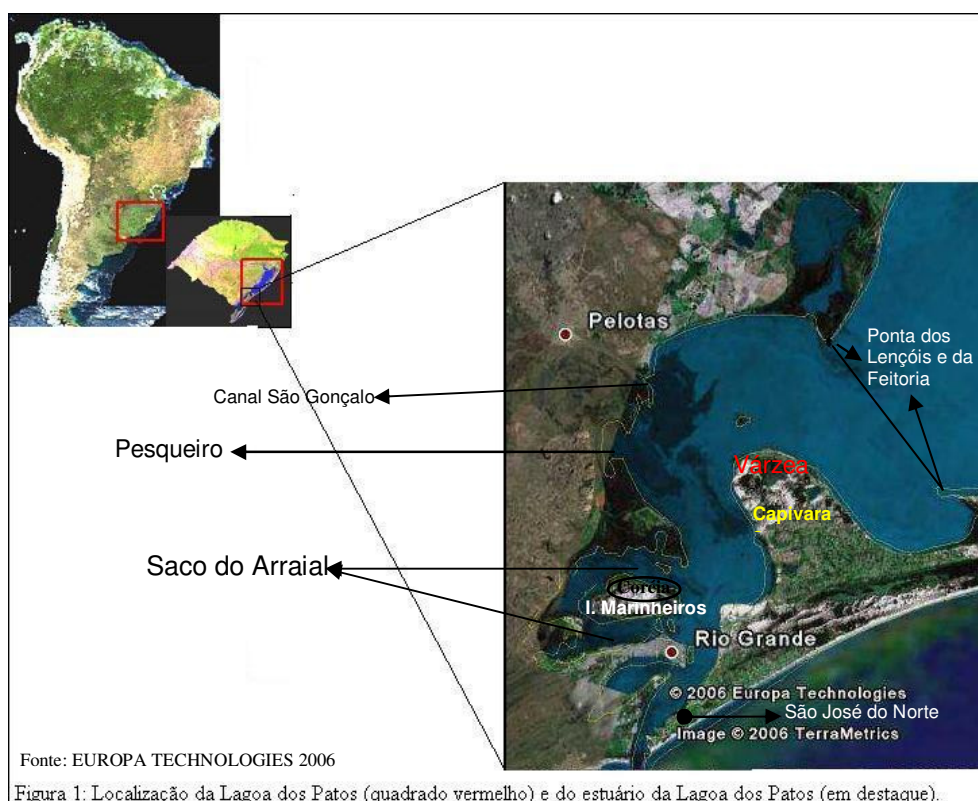 Pelotas
Ponta dos
Lençóis e da
Feitoria
Canal São Gonçalo
Pesqueiro
Várzea
Capivara
Saco do Arraial
Coréia
I. Marinheiros
Rio Grande
© 2006 Europa Technologies
São José do Norte
Image © 2006 TerraMetrics
Fonte: EUROPA TECHNOLOGIES 2006
Figura 1: Localização da Lagoa dos Patos (quadrado vermelho) e do estuário da Lagoa dos Patos (em destaque).